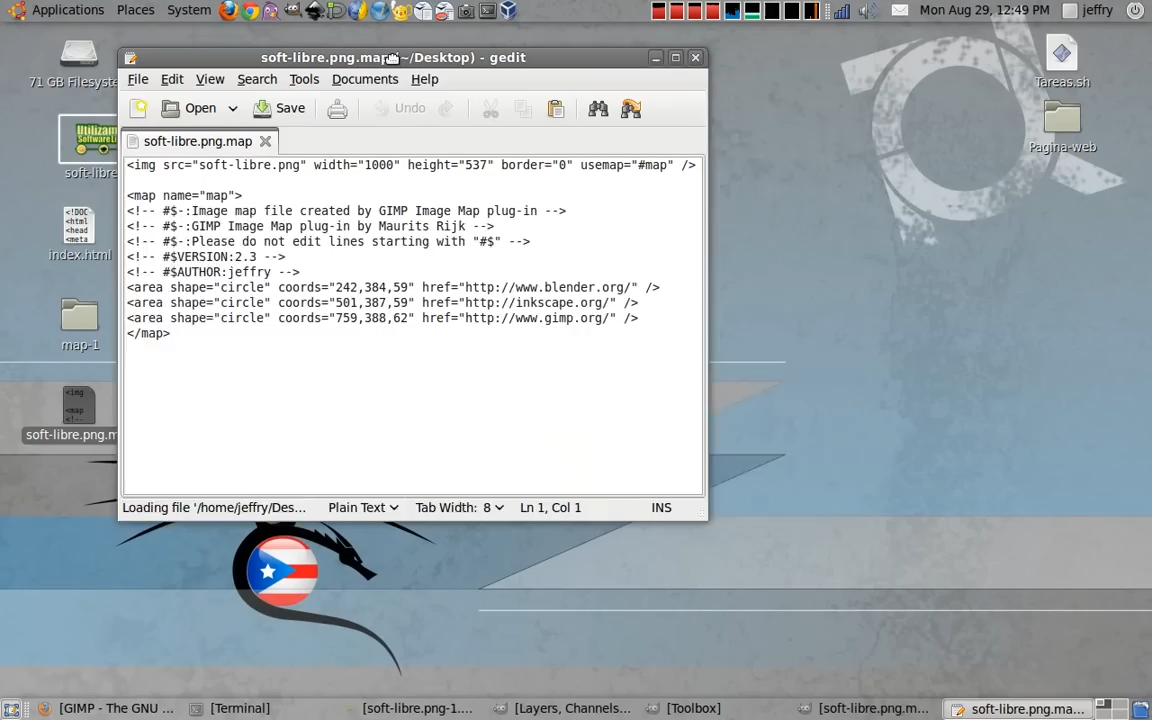 Applications Places System
Mon Aug 29, 12:49 PM jeffry
71 GB Filesyste
soft-libre
<!DOC
<html
<head
<meta
index.html
map-1
<img
<map
<!--
soft-libre.png.m
Tareas.sh
Pagina-web
soft-libre.png.map (~/Desktop) - gedit
File Edit View Search Tools Documents Help
Open Save Undo
soft-libre.png.map
<img src="soft-libre.png" width="1000" height="537" border="0" usemap="#map" />
<map name="map">
<!-- #$-:Image map file created by GIMP Image Map plug-in -->
<!-- #$-:GIMP Image Map plug-in by Maurits Rijk -->
<!-- #$-:Please do not edit lines starting with "#$" -->
<!-- #$VERSION:2.3 -->
<!-- #$AUTHOR:jeffry -->
<area shape="circle" coords="242,384,59" href="http://www.blender.org/" />
<area shape="circle" coords="501,387,59" href="http://inkscape.org/" />
<area shape="circle" coords="759,388,62" href="http://www.gimp.org/" />
</map>
Loading file '/home/jeffry/Des... Plain Text Tab Width: 8 Ln 1, Col 1 INS
[GIMP - The GNU ... [Terminal] [soft-libre.png-1.... [Layers, Channels... [Toolbox] [soft-libre.png.m... soft-libre.png.ma...